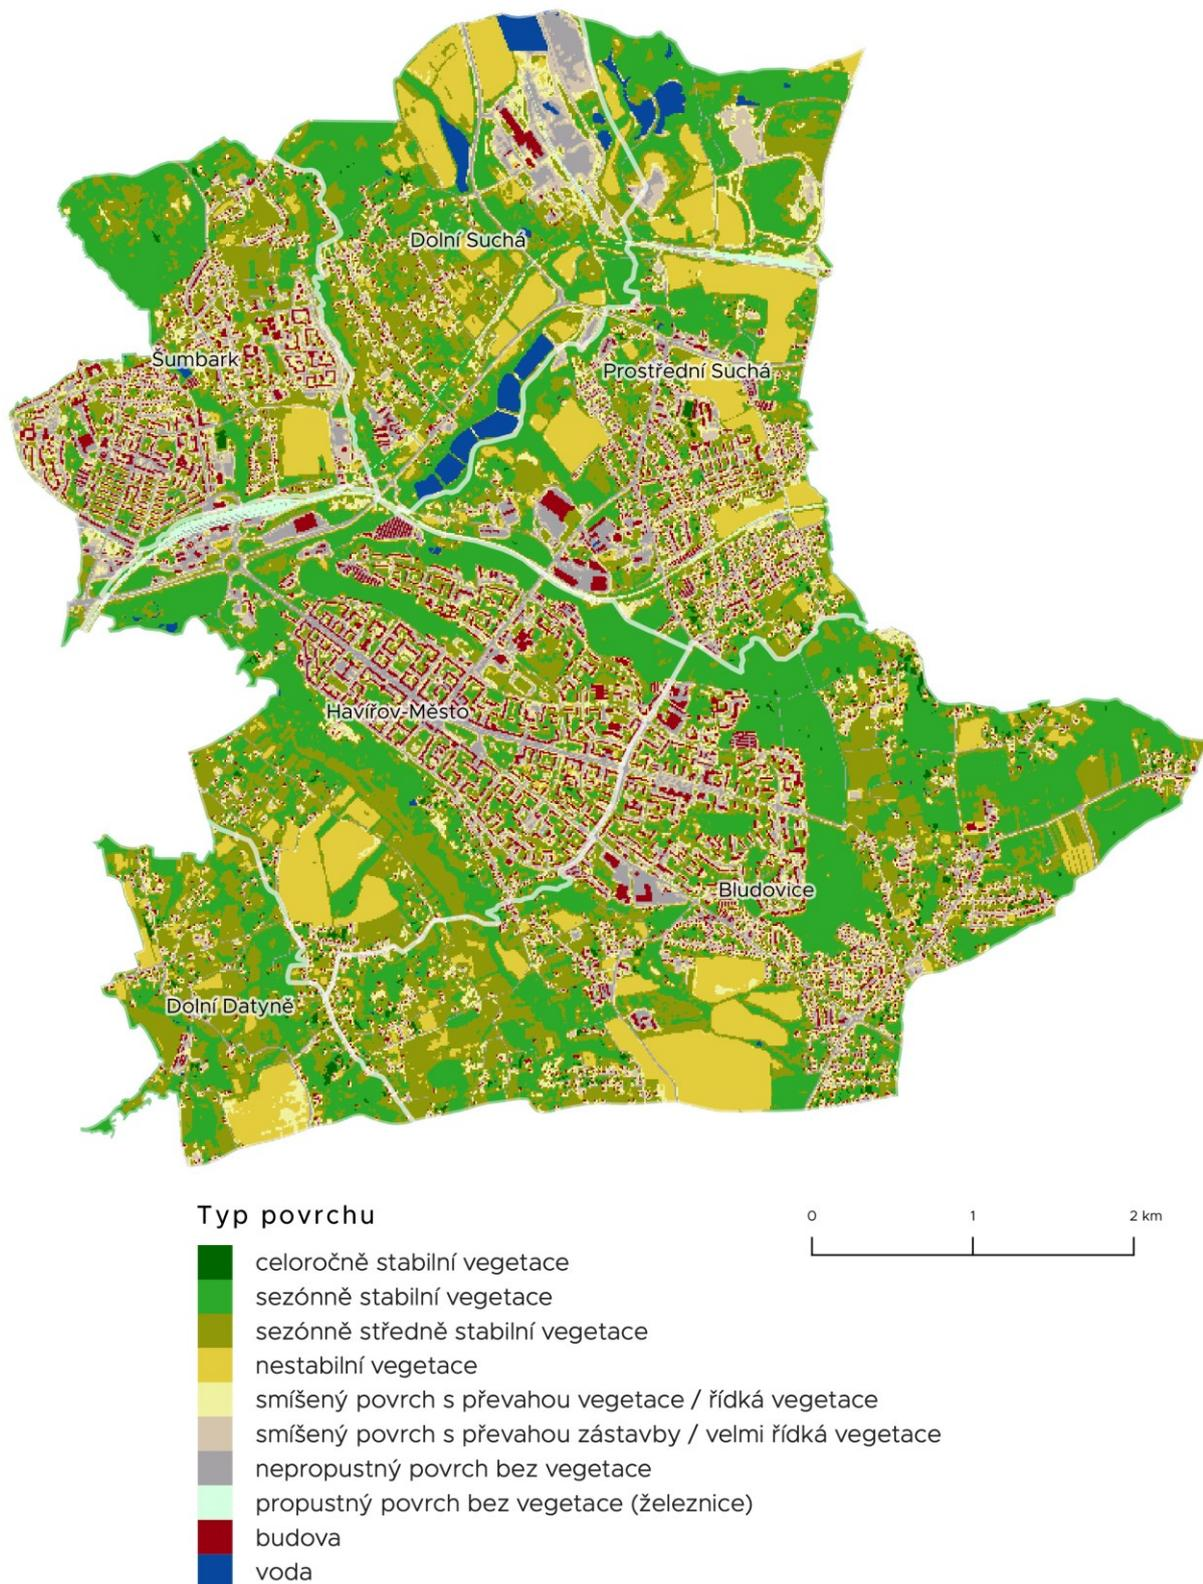 Dolní Suchá
Šumbark
Prostřední Suchá
Havířov-Město
Bludovice
Dolní Datyně
Typ povrchu
0 1 2 km
celoročně stabilní vegetace
sezónně stabilní vegetace
sezónně středně stabilní vegetace
nestabilní vegetace
smíšený povrch s převahou vegetace / řídká vegetace
smíšený povrch s převahou zástavby / velmi řídká vegetace
nepropustný povrch bez vegetace
propustný povrch bez vegetace (železnice)
budova
voda